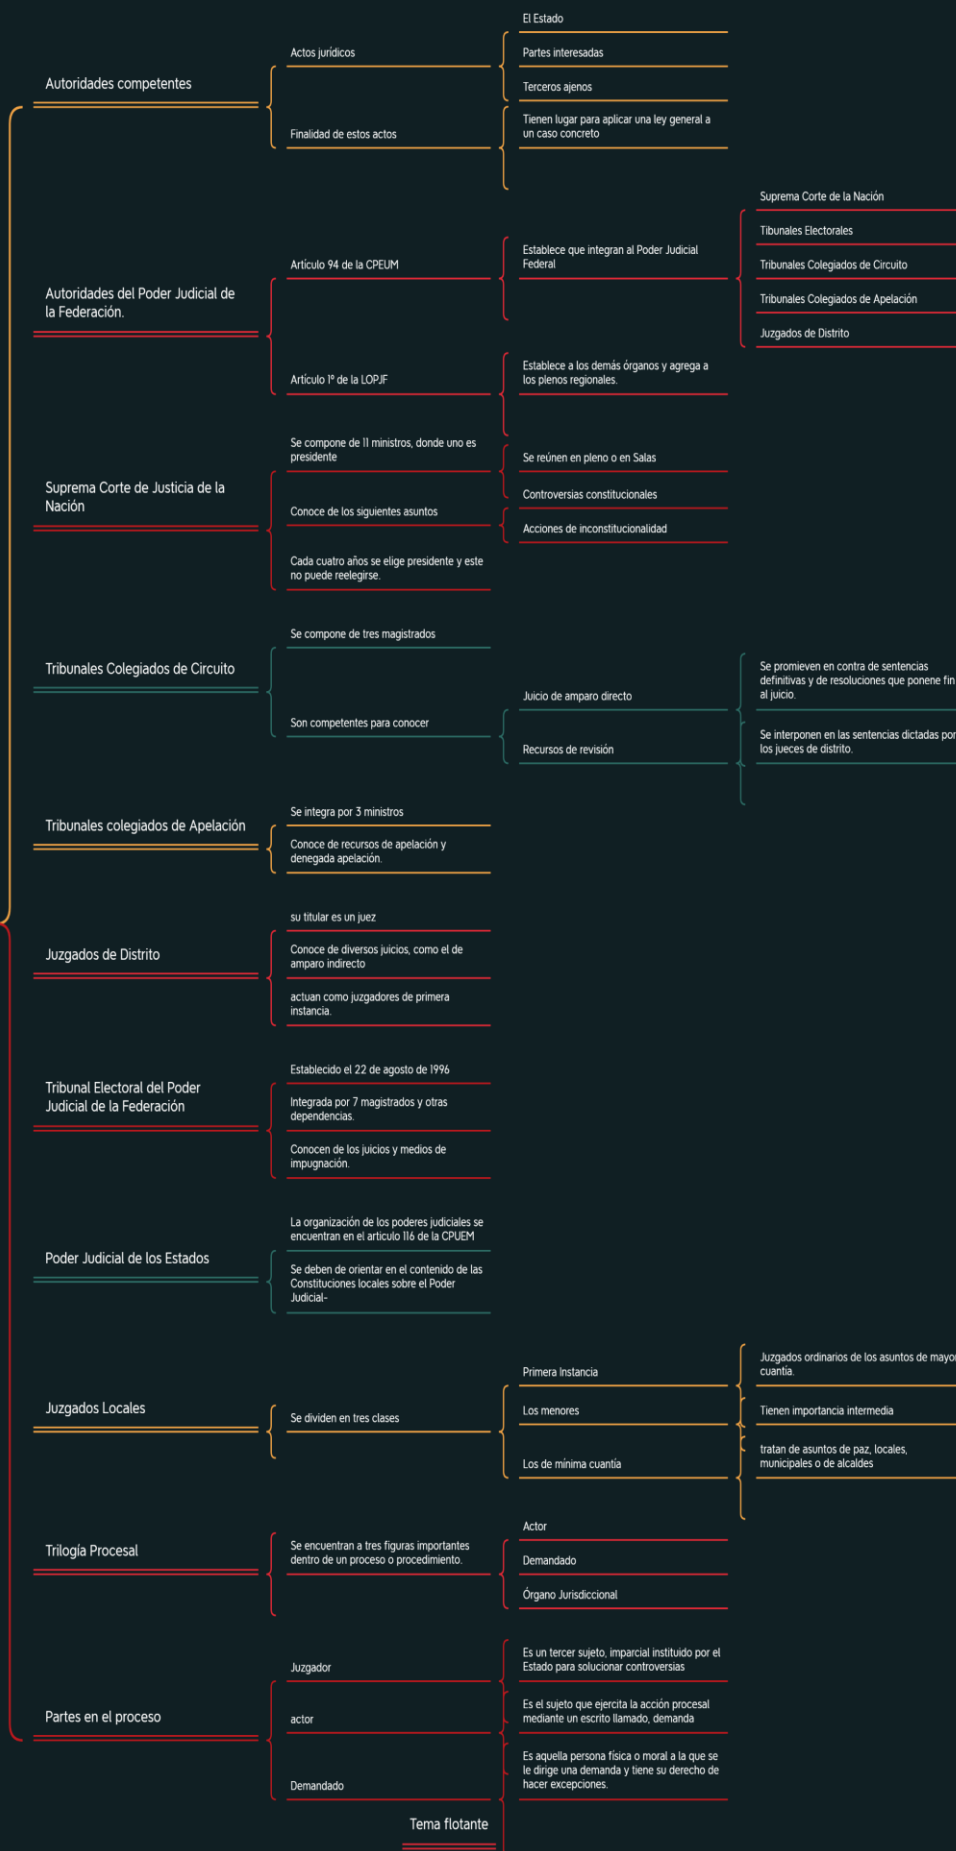 Autoridades competentes
Actos jurídicos
El Estado
Partes interesadas
Terceros ajenos
Finalidad de estos actos
Tienen lugar para aplicar una ley general a
un caso concreto
Autoridades del Poder Judicial de
la Federación.
Artículo 94 de la CPEUM
Establece que integran al Poder Judicial
Federal
Suprema Corte de la Nación
Tibunales Electorales
Tribunales Colegiados de Circuito
Tribunales Colegiados de Apelación
Juzgados de Distrito
Artículo 1º de la LOPJF
Establece a los demás órganos y agrega a
los plenos regionales.
Suprema Corte de Justicia de la
Nación
Se compone de 11 ministros, donde uno es
presidente
Se reúnen en pleno o en Salas
Conoce de los siguientes asuntos
Controversias constitucionales
Acciones de inconstitucionalidad
Cada cuatro años se elige presidente y este
no puede reelegirse.
Tribunales Colegiados de Circuito
Se compone de tres magistrados
Son competentes para conocer
Juicio de amparo directo
Se promieven en contra de sentencias
definitivas y de resoluciones que ponene fin
al juicio.
Recursos de revisión
Se interponen en las sentencias dictadas por
los jueces de distrito.
Tribunales colegiados de Apelación
Se integra por 3 ministros
Conoce de recursos de apelación y
denegada apelación.
Juzgados de Distrito
su titular es un juez
Conoce de diversos juicios, como el de
amparo indirecto
actuan como juzgadores de primera
instancia.
Tribunal Electoral del Poder
Judicial de la Federación
Establecido el 22 de agosto de 1996
Integrada por 7 magistrados y otras
dependencias.
Conocen de los juicios y medios de
impugnación.
Poder Judicial de los Estados
La organización de los poderes judiciales se
encuentran en el articulo 116 de la CPUEM
Se deben de orientar en el contenido de las
Constituciones locales sobre el Poder
Judicial-
Juzgados Locales
Se dividen en tres clases
Primera Instancia
Juzgados ordinarios de los asuntos de mayor
cuantía.
Los menores
Tienen importancia intermedia
Los de mínima cuantía
tratan de asuntos de paz, locales,
municipales o de alcaldes
Trilogía Procesal
Se encuentran a tres figuras importantes
dentro de un proceso o procedimiento.
Actor
Demandado
Órgano Jurisdiccional
Partes en el proceso
Juzgador
Es un tercer sujeto, imparcial instituido por el
Estado para solucionar controversias
actor
Es el sujeto que ejercita la acción procesal
mediante un escrito llamado, demanda
Demandado
Es aquella persona física o moral a la que se
le dirige una demanda y tiene su derecho de
hacer excepciones.
Tema flotante